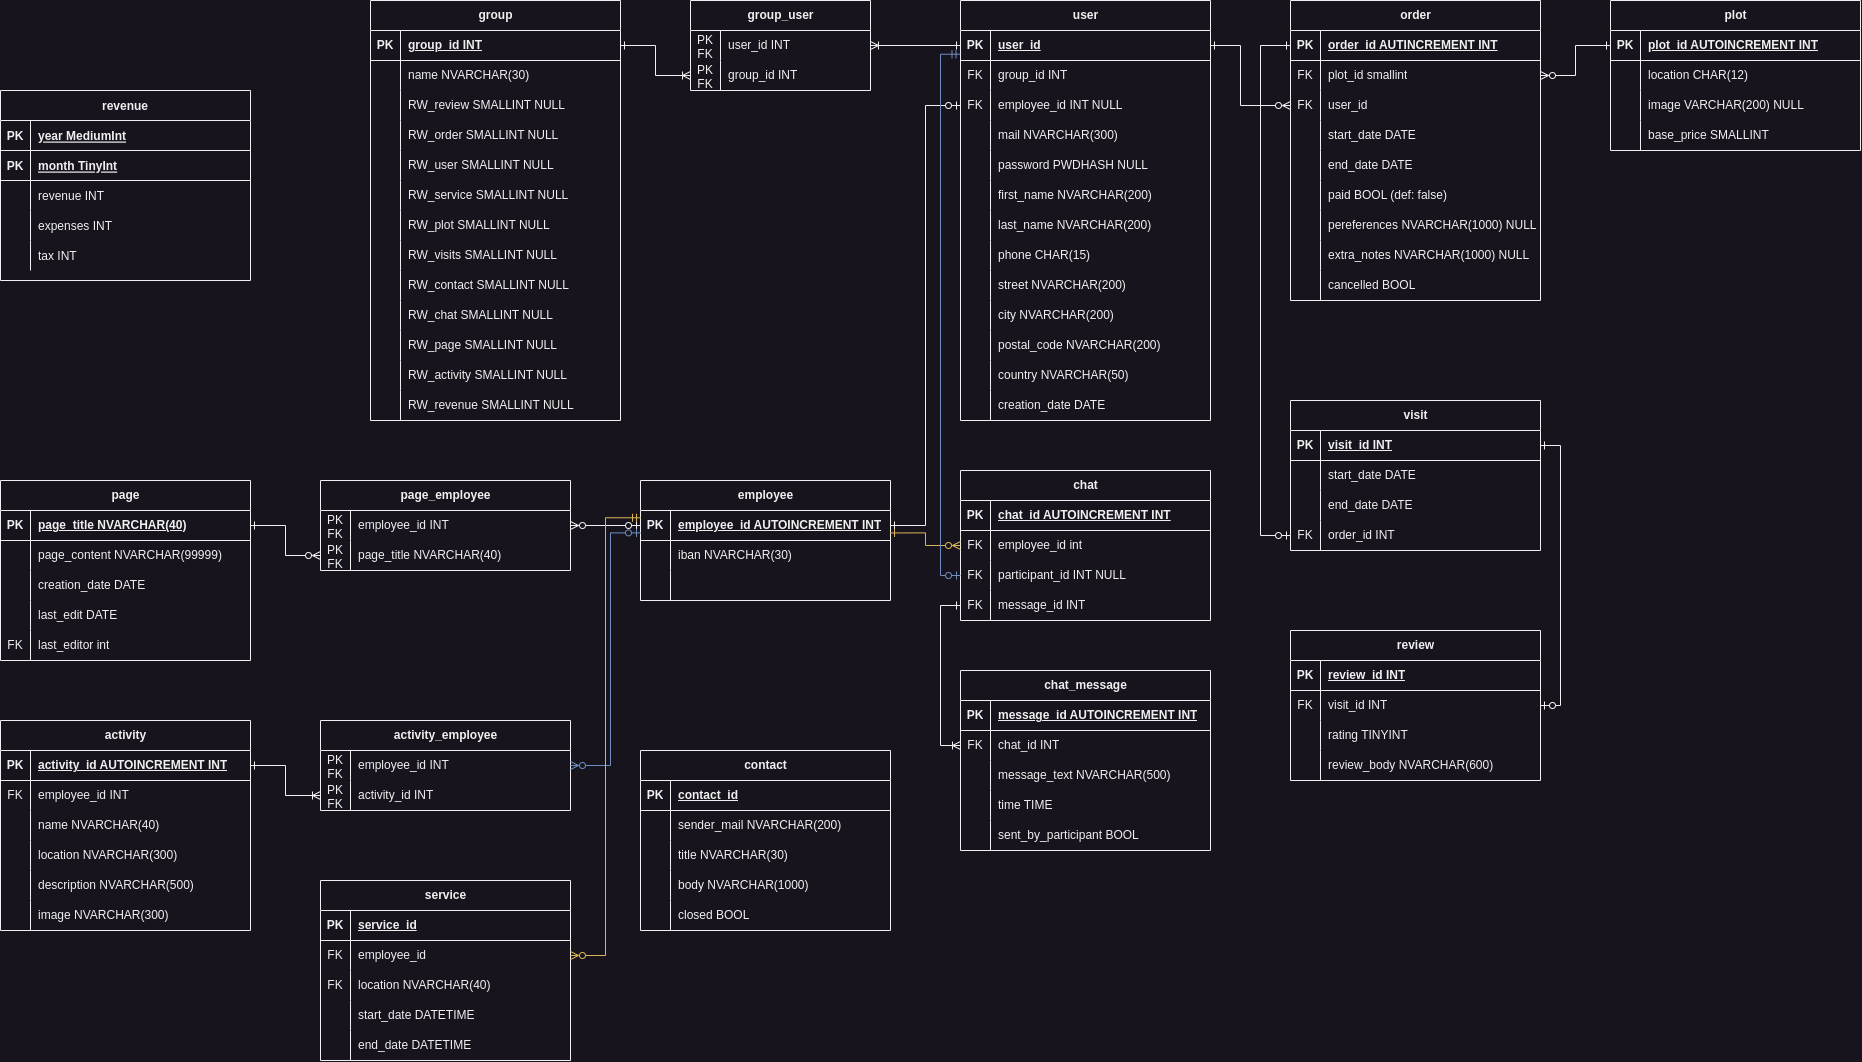 group
PK group_id INT
name NVARCHAR(30)
RW_review SMALLINT NULL
RW_order SMALLINT NULL
RW_user SMALLINT NULL
RW_service SMALLINT NULL
RW_plot SMALLINT NULL
RW_visits SMALLINT NULL
RW_contact SMALLINT NULL
RW_chat SMALLINT NULL
RW_page SMALLINT NULL
RW_activity SMALLINT NULL
RW_revenue SMALLINT NULL
group_user
PK FK user_id INT
PK FK group_id INT
user
PK user_id
FK group_id INT
FK employee_id INT NULL
mail NVARCHAR(300)
password PWDHASH NULL
first_name NVARCHAR(200)
last_name NVARCHAR(200)
phone CHAR(15)
street NVARCHAR(200)
city NVARCHAR(200)
postal_code NVARCHAR(200)
country NVARCHAR(50)
creation_date DATE
order
PK order_id AUTINCREMENT INT
FK plot_id smallint
FK user_id
start_date DATE
end_date DATE
paid BOOL (def: false)
pereferences NVARCHAR(1000) NULL
extra_notes NVARCHAR(1000) NULL
cancelled BOOL
plot
PK plot_id AUTOINCREMENT INT
location CHAR(12)
image VARCHAR(200) NULL
base_price SMALLINT
revenue
PK year MediumInt
PK month TinyInt
revenue INT
expenses INT
tax INT
visit
PK visit_id INT
start_date DATE
end_date DATE
FK order_id INT
page
PK page_title NVARCHAR(40)
page_content NVARCHAR(99999)
creation_date DATE
last_edit DATE
FK last_editor int
page_employee
PK FK employee_id INT
PK FK page_title NVARCHAR(40)
employee
PK employee_id AUTOINCREMENT INT
iban NVARCHAR(30)
chat
PK chat_id AUTOINCREMENT INT
FK employee_id int
FK participant_id INT NULL
FK message_id INT
review
PK review_id INT
FK visit_id INT
rating TINYINT
review_body NVARCHAR(600)
chat_message
PK message_id AUTOINCREMENT INT
FK chat_id INT
message_text NVARCHAR(500)
time TIME
sent_by_participant BOOL
activity
PK activity_id AUTOINCREMENT INT
FK employee_id INT
name NVARCHAR(40)
location NVARCHAR(300)
description NVARCHAR(500)
image NVARCHAR(300)
activity_employee
PK FK employee_id INT
PK FK activity_id INT
contact
PK contact_id
sender_mail NVARCHAR(200)
title NVARCHAR(30)
body NVARCHAR(1000)
closed BOOL
service
PK service_id
FK employee_id
FK location NVARCHAR(40)
start_date DATETIME
end_date DATETIME